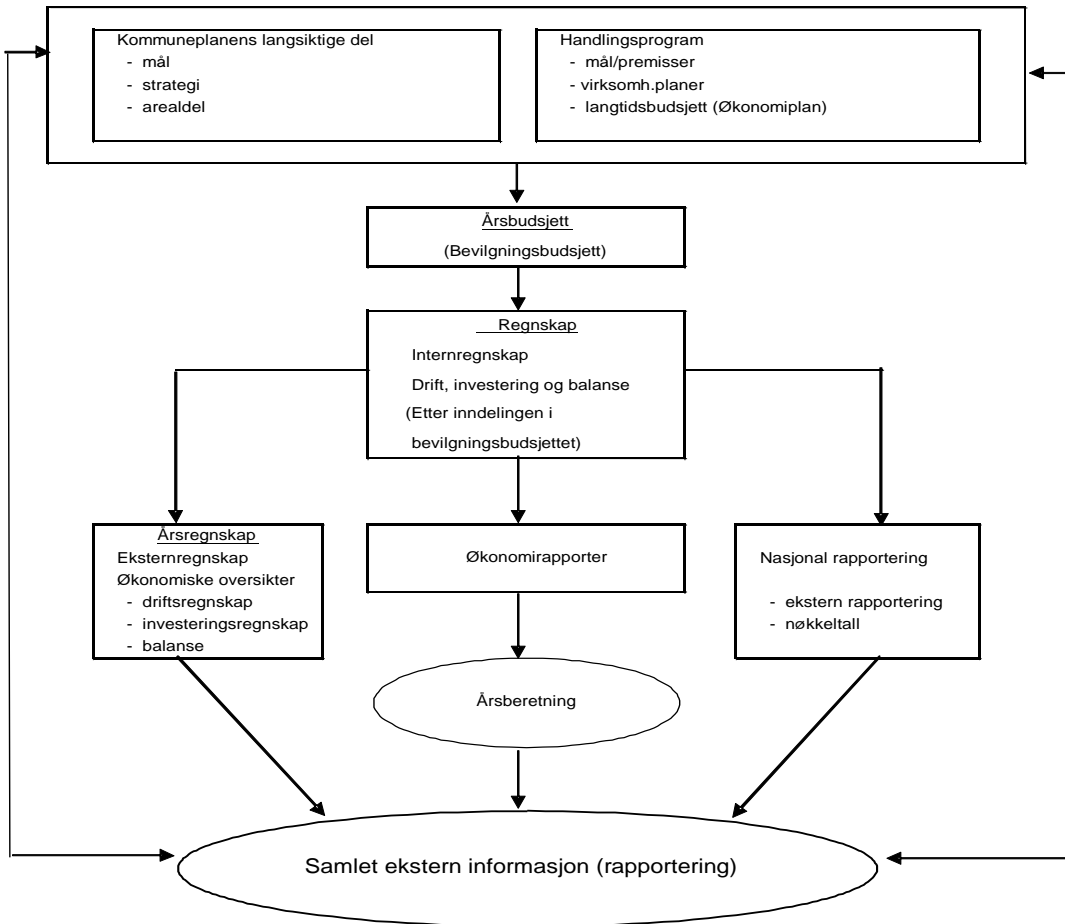 Kommuneplanens langsiktige del
- mål
- strategi
- arealdel
Handlingsprogram
- mål/premisser
- virksomh.planer
- langtidsbudsjett (Økonomiplan)
Årsbudsjett
(Bevilgningsbudsjett)
Regnskap
Internregnskap
Drift, investering og balanse
(Etter inndelingen i
bevilgningsbudsjettet)
Årsregnskap
Eksternregnskap
Økonomiske oversikter
- driftsregnskap
- investeringsregnskap
- balanse
Økonomirapporter
Nasjonal rapportering
- ekstern rapportering
- nøkkeltall
Årsberetning
Samlet ekstern informasjon (rapportering)